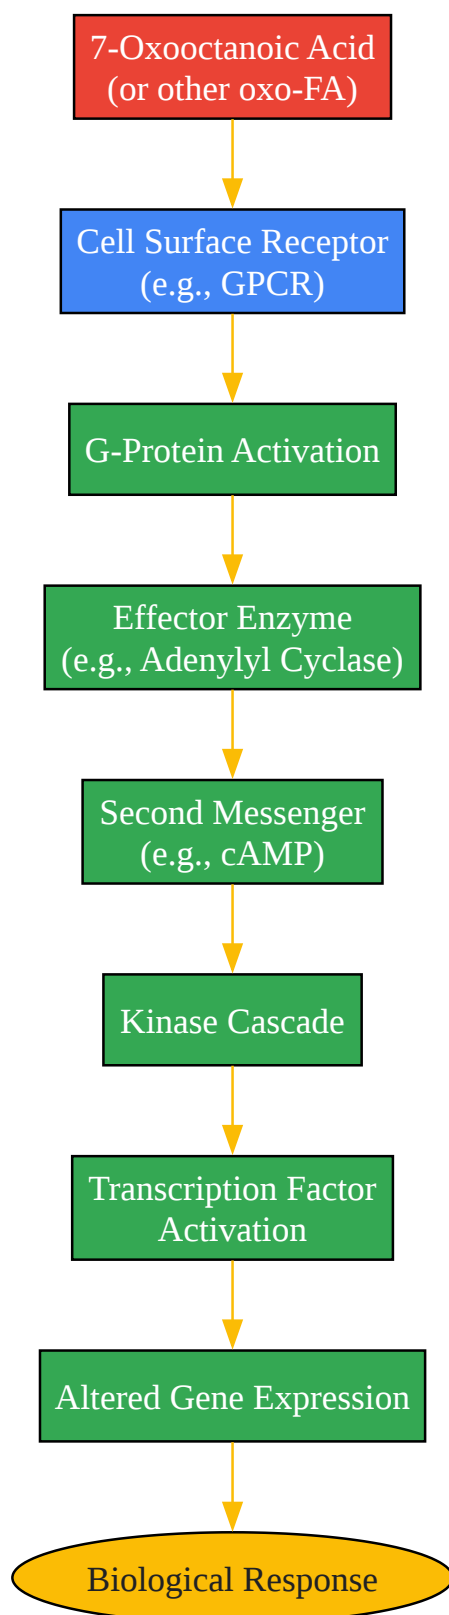 7-Oxooctanoic Acid
(or other oxo-FA)
Cell Surface Receptor
(e.g., GPCR)
G-Protein Activation
Effector Enzyme
(e.g., Adenylyl Cyclase)
Second Messenger
(e.g., cAMP)
Kinase Cascade
Transcription Factor
Activation
Altered Gene Expression
Biological Response